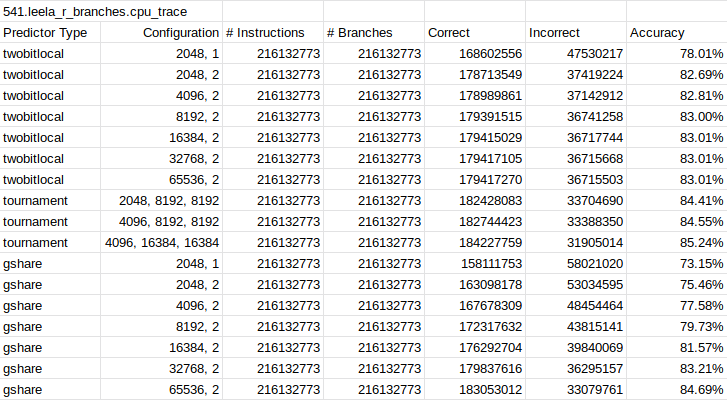 541.leela_r_branches.cpu_trace
Predictor Type Configuration # Instructions # Branches Correct Incorrect Accuracy
twobitlocal 2048, 1 216132773 216132773 168602556 47530217 78.01%
twobitlocal 2048, 2 216132773 216132773 178713549 37419224 82.69%
twobitlocal 4096, 2 216132773 216132773 178989861 37142912 82.81%
twobitlocal 8192, 2 216132773 216132773 179391515 36741258 83.00%
twobitlocal 16384, 2 216132773 216132773 179415029 36717744 83.01%
twobitlocal 32768, 2 216132773 216132773 179417105 36715668 83.01%
twobitlocal 65536, 2 216132773 216132773 179417270 36715503 83.01%
tournament 2048, 8192, 8192 216132773 216132773 182428083 33704690 84.41%
tournament 4096, 8192, 8192 216132773 216132773 182744423 33388350 84.55%
tournament 4096, 16384, 16384 216132773 216132773 184227759 31905014 85.24%
gshare 2048, 1 216132773 216132773 158111753 58021020 73.15%
gshare 2048, 2 216132773 216132773 163098178 53034595 75.46%
gshare 4096, 2 216132773 216132773 167678309 48454464 77.58%
gshare 8192, 2 216132773 216132773 172317632 43815141 79.73%
gshare 16384, 2 216132773 216132773 176292704 39840069 81.57%
gshare 32768, 2 216132773 216132773 179837616 36295157 83.21%
gshare 65536, 2 216132773 216132773 183053012 33079761 84.69%